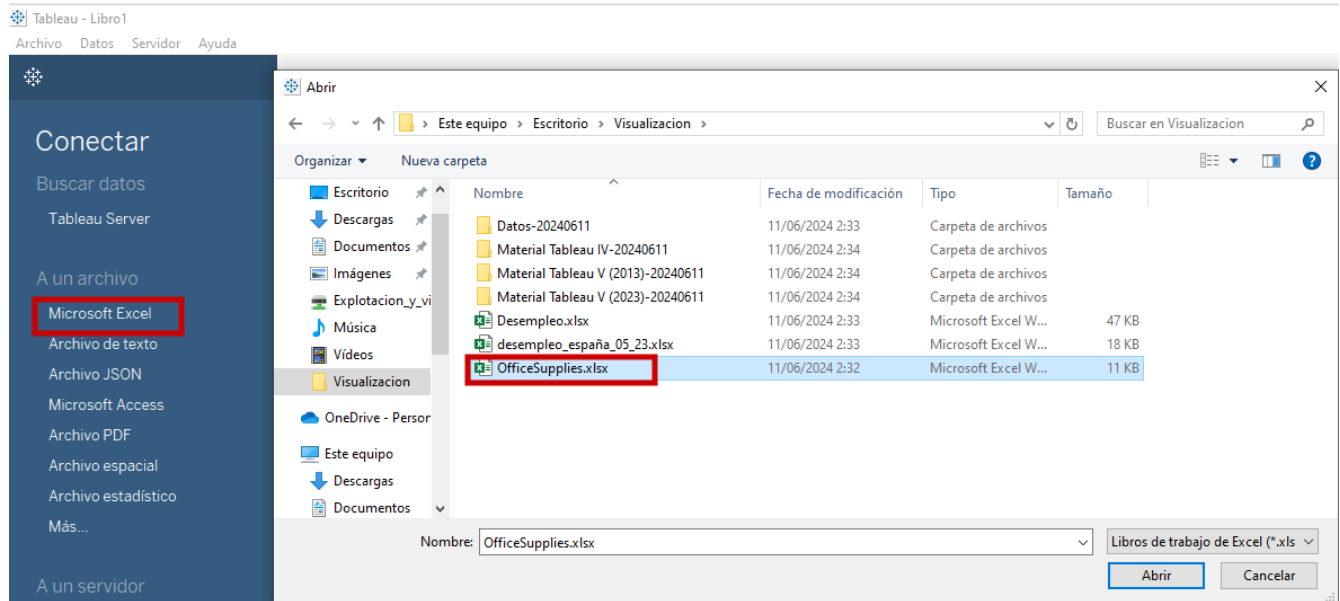 Tableau - Libro1
Archivo Datos Servidor Ayuda
Conectar
Buscar datos
Tableau Server
A un archivo
Microsoft Excel
Archivo de texto
Archivo JSON
Microsoft Access
Archivo PDF
Archivo espacial
Archivo estadístico
Más...
A un servidor
Abrir
Este equipo > Escritorio > Visualizacion >
Buscar en Visualizacion
Organizar Nueva carpeta
Escritorio
Descargas
Documentos
Imágenes
Explotacion_y_vi
Música
Vídeos
Visualizacion
OneDrive - Person
Este equipo
Descargas
Documentos
Nombre Fecha de modificación Tipo Tamaño
Datos-20240611 11/06/2024 2:33 Carpeta de archivos
Material Tableau IV-20240611 11/06/2024 2:34 Carpeta de archivos
Material Tableau V (2013)-20240611 11/06/2024 2:34 Carpeta de archivos
Material Tableau V (2023)-20240611 11/06/2024 2:34 Carpeta de archivos
Desempleo.xlsx 11/06/2024 2:33 Microsoft Excel W... 47 KB
desempleo_españa_05_23.xlsx 11/06/2024 2:33 Microsoft Excel W... 18 KB
OfficeSupplies.xlsx 11/06/2024 2:32 Microsoft Excel W... 11 KB
Nombre: OfficeSupplies.xlsx
Libros de trabajo de Excel (*.xls
Abrir Cancelar